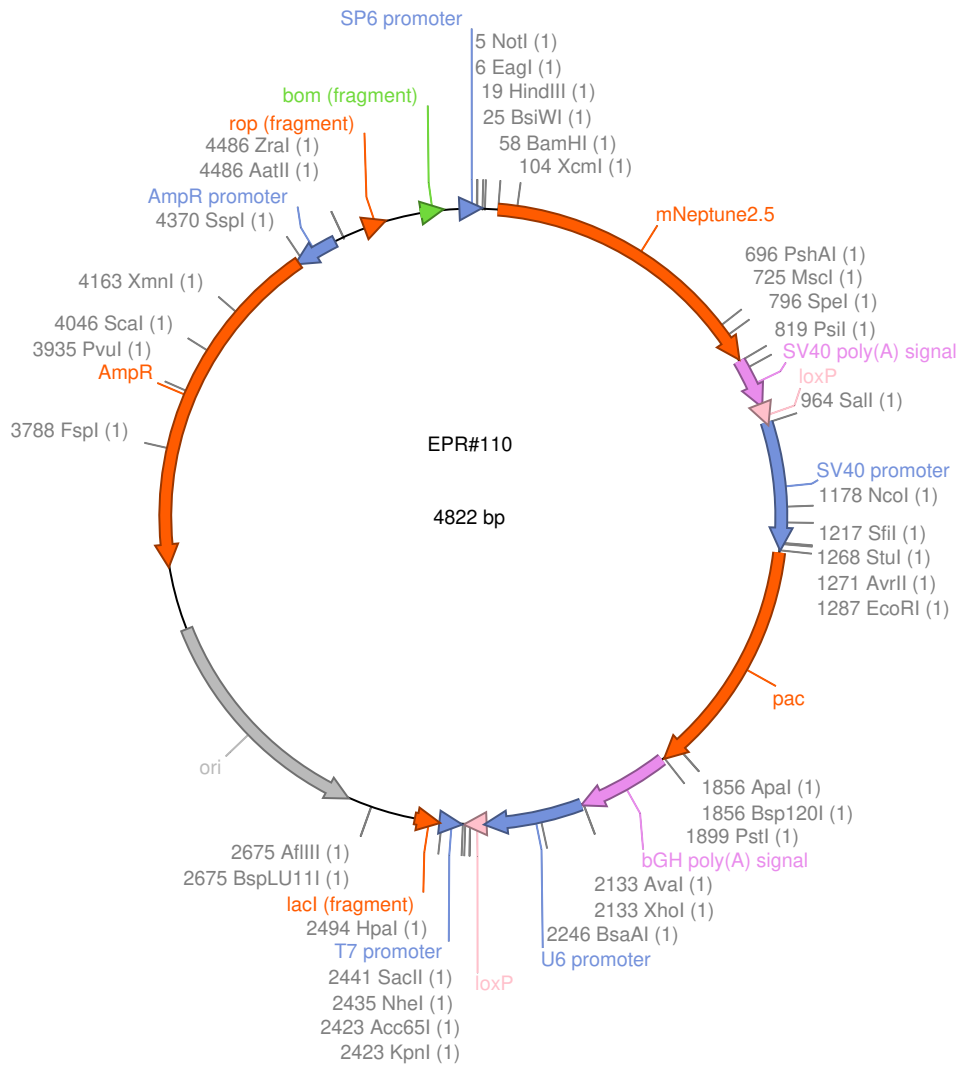 SP6 promoter
5 NotI (1)
6 EagI (1)
19 HindIII (1)
25 BsiWI (1)
58 BamHI (1)
104 XcmI (1)
bom (fragment)
rop (fragment)
4486 ZraI (1)
4486 AatII (1)
AmpR promoter
4370 SspI (1)
4163 XmnI (1)
4046 ScaI (1)
3935 PvuI (1)
AmpR
3788 FspI (1)
mNeptune2.5
696 PshAI (1)
725 MscI (1)
796 SpeI (1)
819 PsiI (1)
SV40 poly(A) signal
loxP
964 SalI (1)
EPR#110
4822 bp
SV40 promoter
1178 NcoI (1)
1217 SfiI (1)
1268 StuI (1)
1271 AvrII (1)
1287 EcoRI (1)
pac
ori
1856 ApaI (1)
1856 Bsp120I (1)
1899 PstI (1)
bGH poly(A) signal
2133 AvaI (1)
2133 XhoI (1)
2246 BsaAI (1)
U6 promoter
2675 AflIII (1)
2675 BspLU11I (1)
lacI (fragment)
2494 HpaI (1)
T7 promoter
2441 SacII (1)
loxP
2435 NheI (1)
2423 Acc65I (1)
2423 KpnI (1)